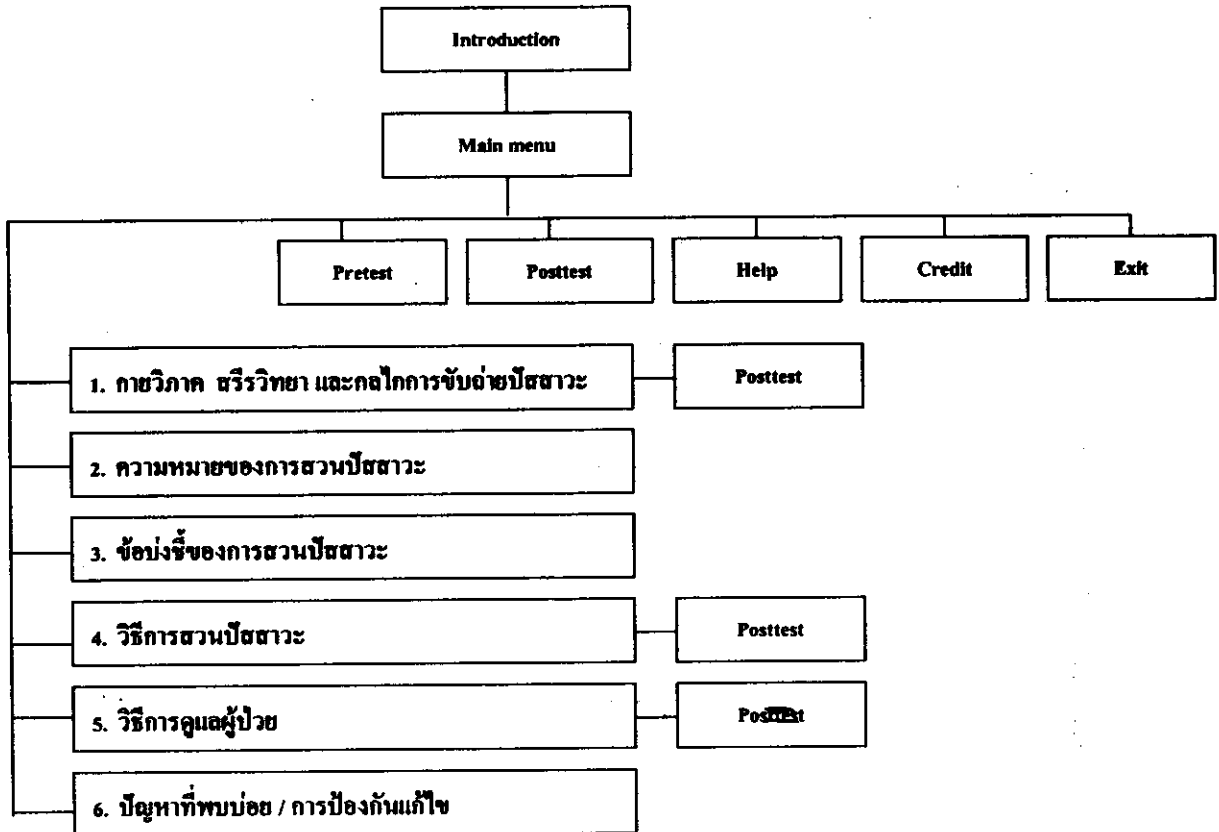 Introduction
Main menu
Pretest
Posttest
Help
Credit
Exit
1. กายวิภาค สรีรวิทยา และกลไกการขับถ่ายปัสสาวะ
Posttest
2. ความหมายของการสวนปัสสาวะ
3. ข้อบ่งชี้ของการสวนปัสสาวะ
4. วิธีการสวนปัสสาวะ
Posttest
5. วิธีการดูแลผู้ป่วย
Posttest
6. ปัญหาที่พบบ่อย / การป้องกันแก้ไข